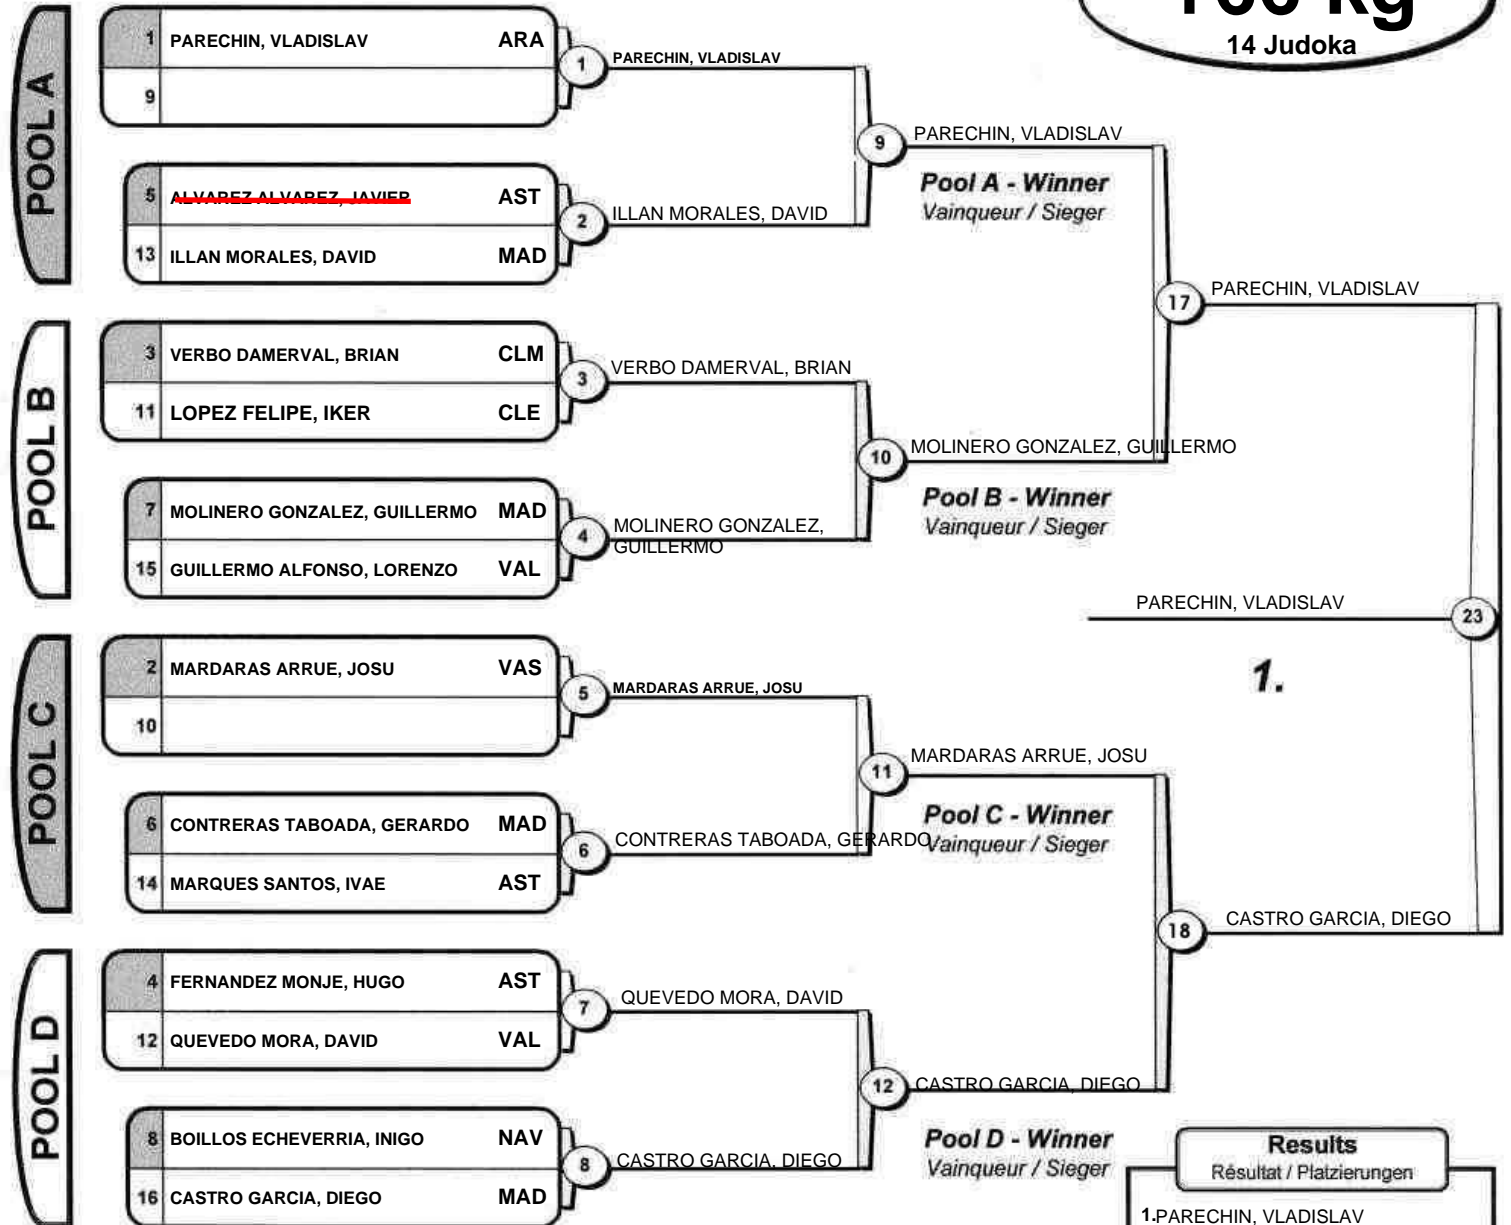 14 Judoka
POOL A
1 PARECHIN, VLADISLAV ARA
9
1 PARECHIN, VLADISLAV
5 ALVAREZ ALVAREZ, JAVIER AST
13 ILLAN MORALES, DAVID MAD
2 ILLAN MORALES, DAVID
9 PARECHIN, VLADISLAV
Pool A - Winner
Vainqueur / Sieger
POOL B
3 VERBO DAMERVAL, BRIAN CLM
11 LOPEZ FELIPE, IKER CLE
3 VERBO DAMERVAL, BRIAN
7 MOLINERO GONZALEZ, GUILLERMO MAD
15 GUILLERMO ALFONSO, LORENZO VAL
4 MOLINERO GONZALEZ,
GUILLERMO
10 MOLINERO GONZALEZ, GUILLERMO
Pool B - Winner
Vainqueur / Sieger
17 PARECHIN, VLADISLAV
PARECHIN, VLADISLAV 23
1.
POOL C
2 MARDARAS ARRUE, JOSU VAS
10
5 MARDARAS ARRUE, JOSU
6 CONTRERAS TABOADA, GERARDO MAD
14 MARQUES SANTOS, IVAE AST
6 CONTRERAS TABOADA, GERARDO
11 MARDARAS ARRUE, JOSU
Pool C - Winner
Vainqueur / Sieger
18 CASTRO GARCIA, DIEGO
POOL D
4 FERNANDEZ MONJE, HUGO AST
12 QUEVEDO MORA, DAVID VAL
7 QUEVEDO MORA, DAVID
8 BOILLOS ECHEVERRIA, INIGO NAV
16 CASTRO GARCIA, DIEGO MAD
8 CASTRO GARCIA, DIEGO
12 CASTRO GARCIA, DIEGO
Pool D - Winner
Vainqueur / Sieger
Results
Résultat / Platzierungen
1.PARECHIN, VLADISLAV